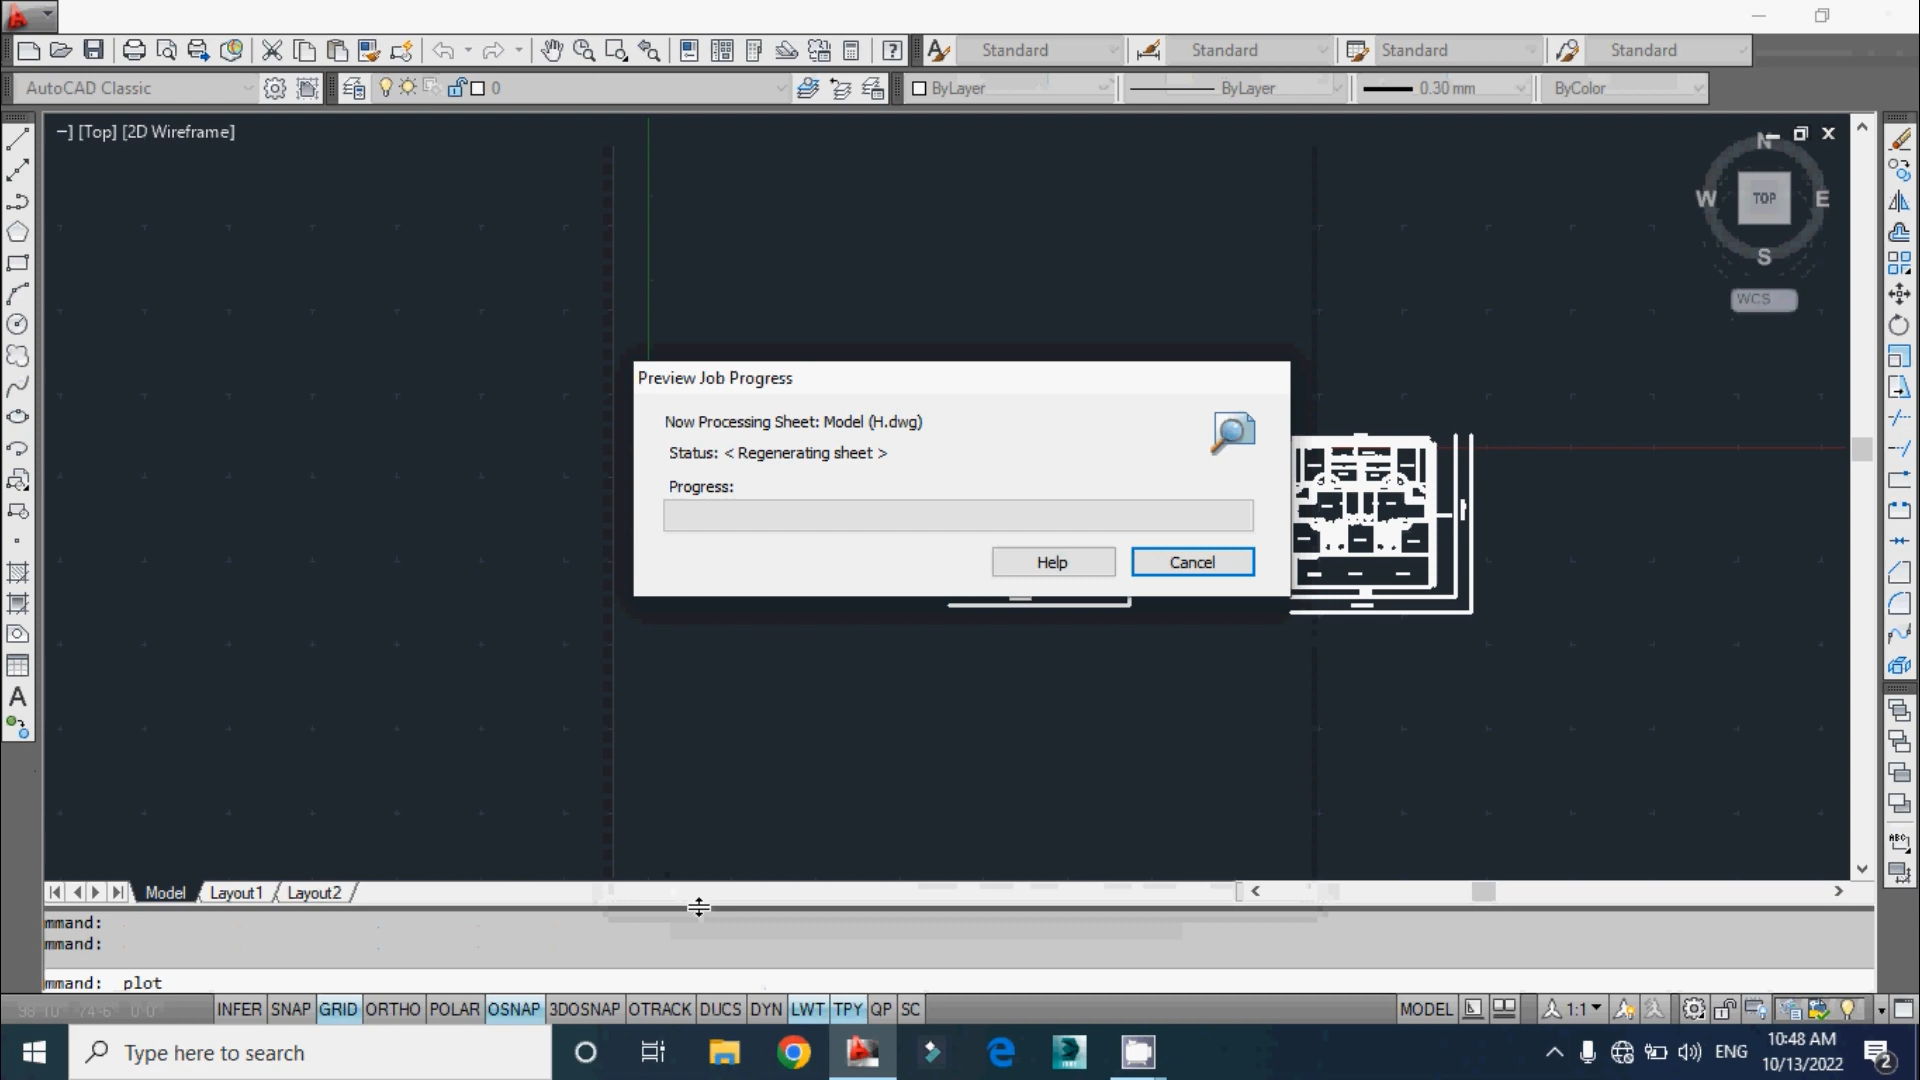 Standard
Standard
Standard
Standard
AutoCAD Classic
0
ByLayer
ByLayer
0.30 mm
ByColor
−] [Top] [2D Wireframe]
N
W
TOP
E
S
WCS
Preview Job Progress
Now Processing Sheet: Model (H.dwg)
Status: < Regenerating sheet >
Progress:
Help
Cancel
Model
Layout1
Layout2
mmand:
mmand:
mmand: plot
INFER SNAP GRID ORTHO POLAR OSNAP 3DOSNAP OTRACK DUCS DYN LWT TPY QP SC
MODEL
1:1
ABC
A
Type here to search
ENG
10:48 AM
10/13/2022
2